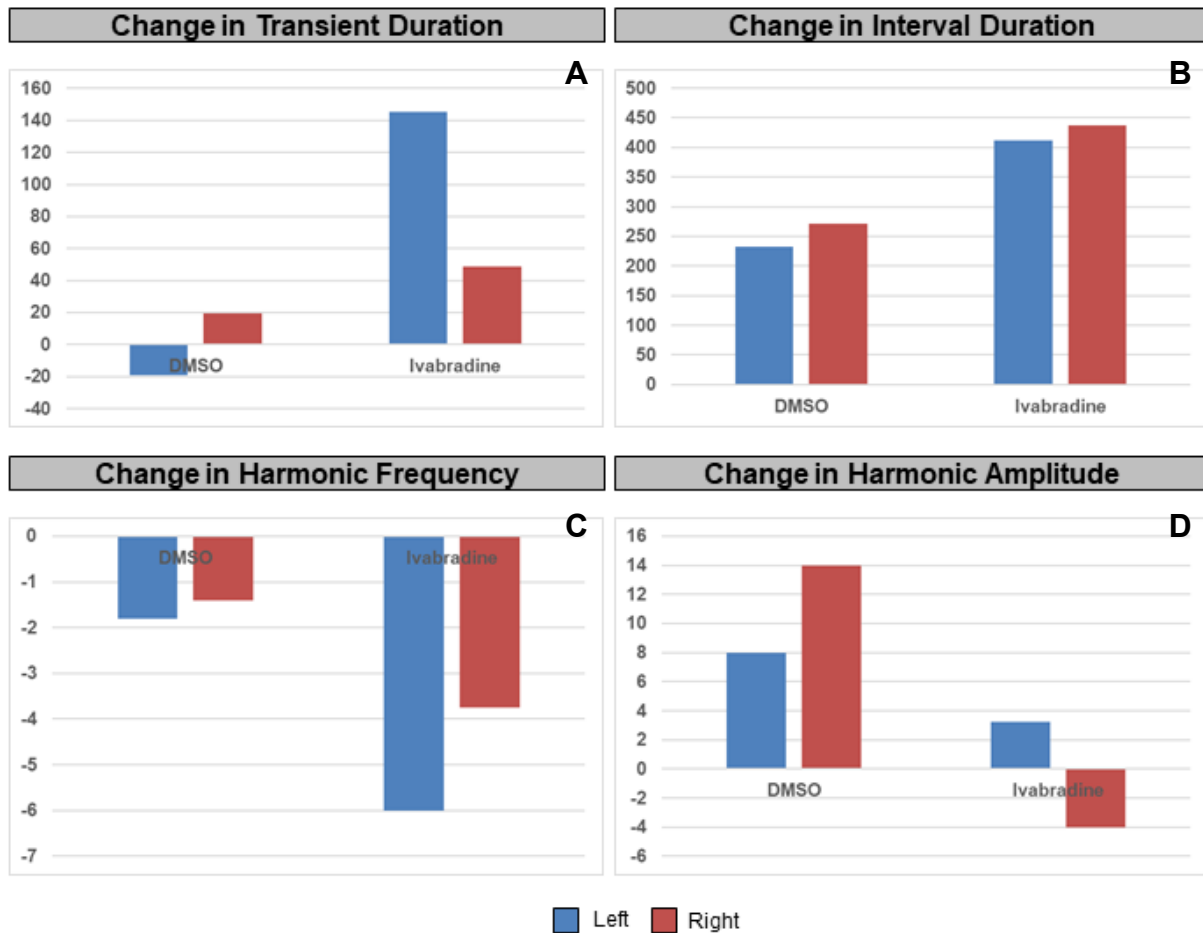 Change in Transient Duration
A
160
140
120
100
80
60
40
20
0
-20
-40
DMSO
Ivabradine
Change in Interval Duration
B
500
450
400
350
300
250
200
150
100
50
0
DMSO
Ivabradine
Change in Harmonic Frequency
C
0
-1
-2
-3
-4
-5
-6
-7
DMSO
Ivabradine
Change in Harmonic Amplitude
D
16
14
12
10
8
6
4
2
0
-2
-4
-6
DMSO
Ivabradine
Left
Right